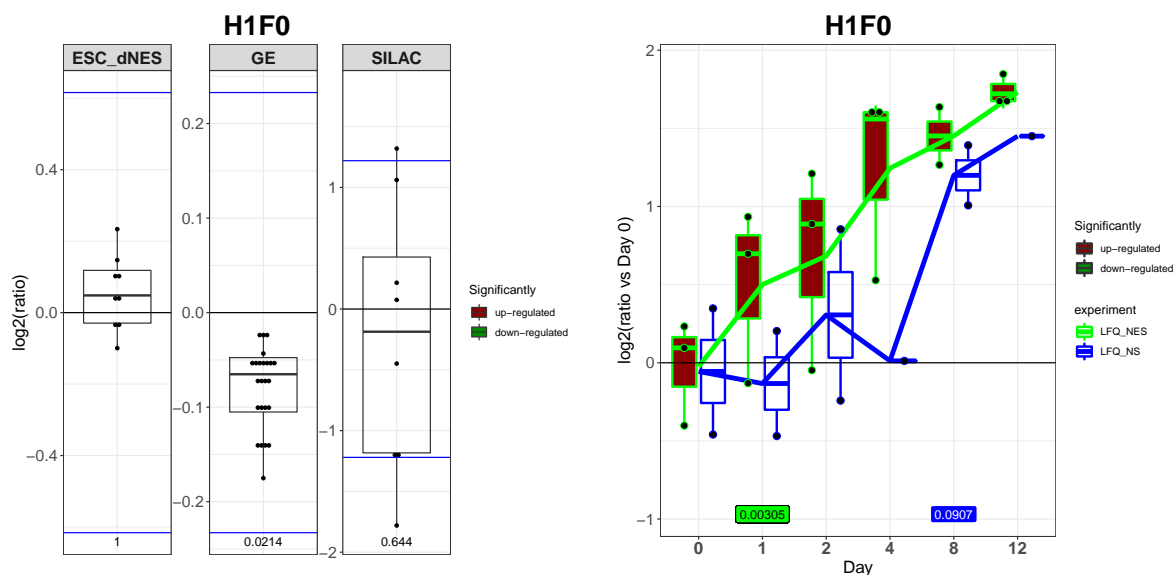 H1F0
ESC_dNES
GE
SILAC
log2(ratio)
0.4
0.0
−0.4
0.2
0.1
0.0
−0.1
−0.2
1
0
−1
−2
1
0.0214
0.644
Significantly
up−regulated
down−regulated
H1F0
log2(ratio vs Day 0)
2
1
0
−1
0.00305
0.0907
0
1
2
4
8
12
Day
Significantly
up−regulated
down−regulated
experiment
LFQ_NES
LFQ_NS